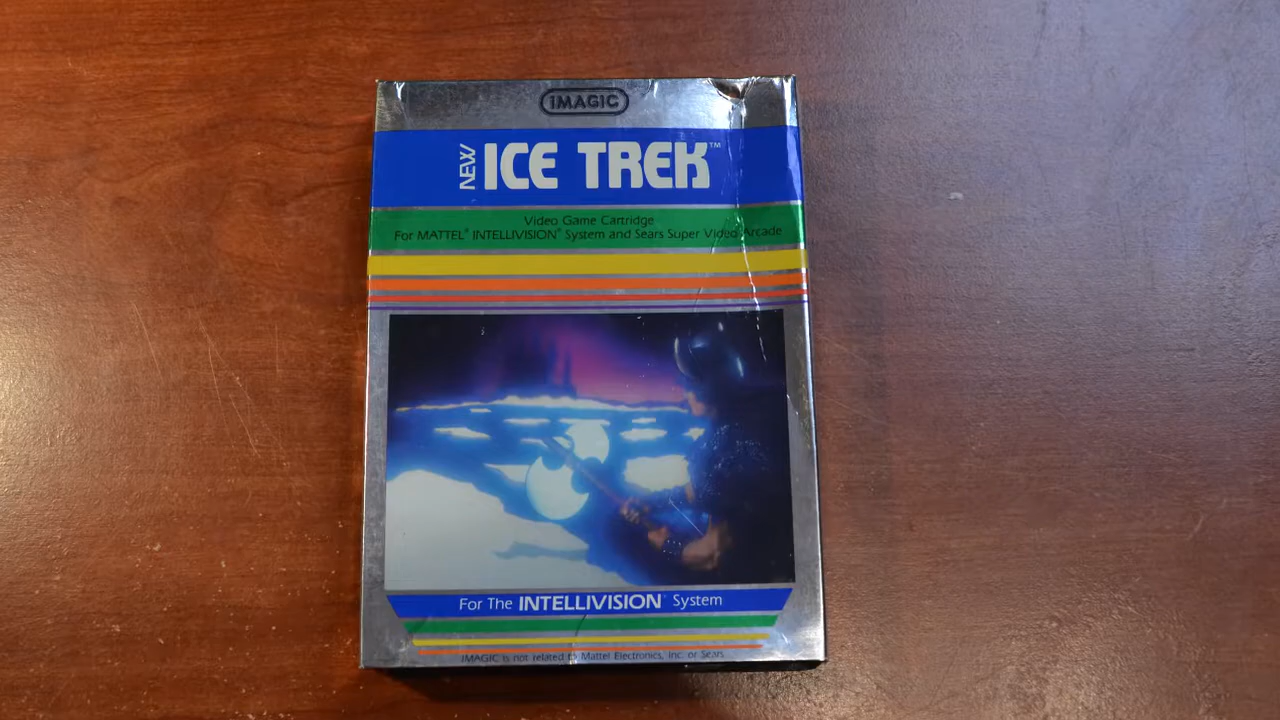 IMAGIC
NEW ICE TREK™
Video Game Cartridge
For MATTEL® INTELLIVISION® System and Sears Super Video Arcade
For The INTELLIVISION® System
IMAGIC is not related to Mattel Electronics, Inc. or Sears